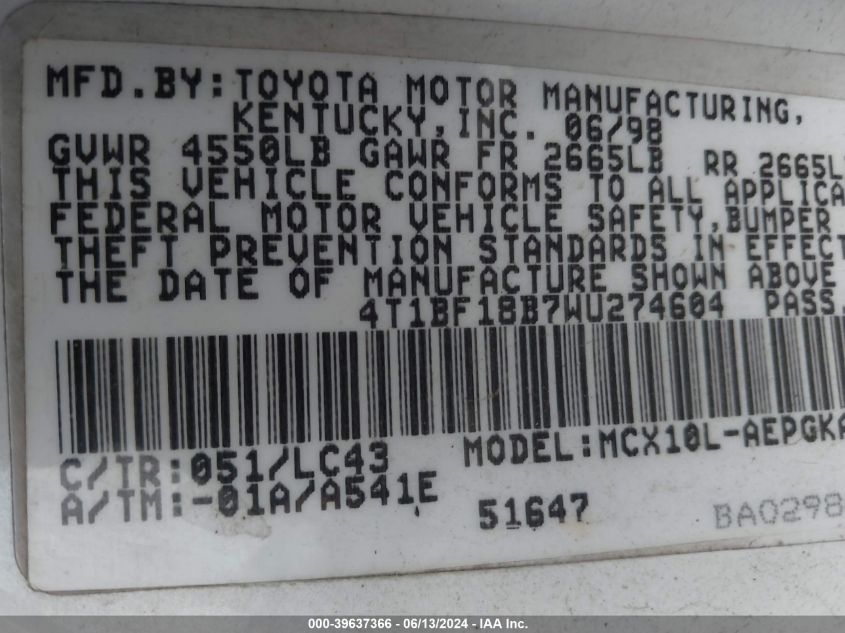 MFD.BY:TOYOTA MOTOR MANUFACTURING,
KENTUCKY,INC. 06/98
GVWR 4550LB GAWR FR 2665LB RR 2665L
THIS VEHICLE CONFORMS TO ALL APPLICA
FEDERAL MOTOR VEHICLE SAFETY,BUMPER
THEFT PREVENTION STANDARDS IN EFFECT
THE DATE OF MANUFACTURE SHOWN ABOVE
4T1BF18B7WU274604 PASS.
C/TR:051/LC43 MODEL:MCX10L-AEPGKA
A/TM:-01A/A541E 51647 BA0298
000-39637366 - 06/13/2024 - IAA Inc.